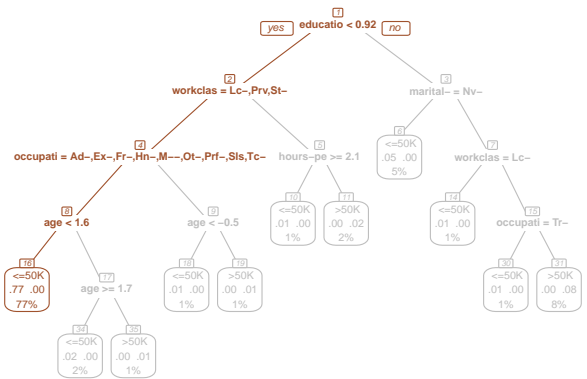 1
yes educatio < 0.92 no
2
workclas = Lc−,Prv,St−
3
marital− = Nv−
4
occupati = Ad−,Ex−,Fr−,Hn−,M−−,Ot−,Prf−,Sls,Tc−
5
hours−pe >= 2.1
6
<=50K
.05 .00
5%
7
workclas = Lc−
8
age < 1.6
9
age < −0.5
10
<=50K
.01 .00
1%
11
>50K
.00 .02
2%
14
<=50K
.01 .00
1%
15
occupati = Tr−
16
<=50K
.77 .00
77%
17
age >= 1.7
18
<=50K
.01 .00
1%
19
>50K
.00 .01
1%
30
<=50K
.01 .00
1%
31
>50K
.00 .08
8%
34
<=50K
.02 .00
2%
35
>50K
.00 .01
1%